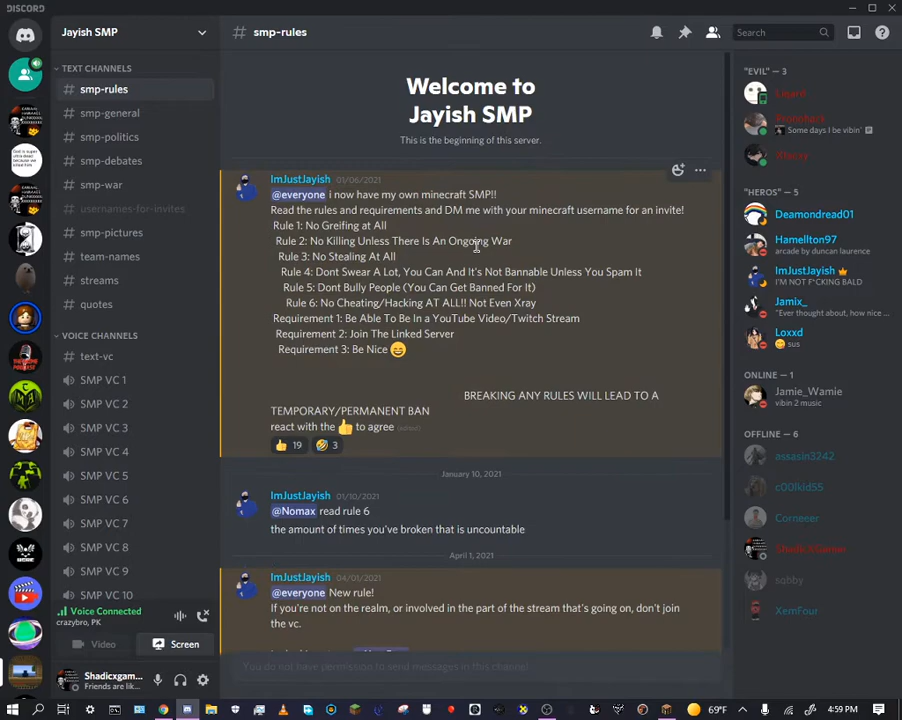 DISCORD
Jayish SMP
smp-rules
Search
TEXT CHANNELS
smp-rules
smp-general
smp-politics
smp-debates
smp-war
usernames-for-invites
smp-pictures
team-names
streams
quotes
VOICE CHANNELS
text-vc
SMP VC 1
SMP VC 2
SMP VC 3
SMP VC 4
SMP VC 5
SMP VC 6
SMP VC 7
SMP VC 8
SMP VC 9
SMP VC 10
Voice Connected
crazybro, PK
Video
Screen
Shadicxgam...
Friends are lik...
Welcome to
Jayish SMP
This is the beginning of this server.
ImJustJayish 01/06/2021
@everyone i now have my own minecraft SMP!!
Read the rules and requirements and DM me with your minecraft username for an invite!
Rule 1: No Greifing at All
Rule 2: No Killing Unless There Is An Ongoing War
Rule 3: No Stealing At All
Rule 4: Dont Swear A Lot, You Can And It's Not Bannable Unless You Spam It
Rule 5: Dont Bully People (You Can Get Banned For It)
Rule 6: No Cheating/Hacking AT ALL!! Not Even Xray
Requirement 1: Be Able To Be In a YouTube Video/Twitch Stream
Requirement 2: Join The Linked Server
Requirement 3: Be Nice 😄
BREAKING ANY RULES WILL LEAD TO A
TEMPORARY/PERMANENT BAN
react with the 👍 to agree (edited)
👍 19 🤣 3
January 10, 2021
ImJustJayish 01/10/2021
@Nomax read rule 6
the amount of times you've broken that is uncountable
April 1, 2021
ImJustJayish 04/01/2021
@everyone New rule!
If you're not on the realm, or involved in the part of the stream that's going on, don't join
the vc.
You do not have permission to send messages in this channel.
"EVIL" — 3
Some days I be vibin'
"HEROES" — 5
Deamondread01
Hamellton97
arcade by duncan laurence
ImJustJayish
I'M NOT F*CKING BALD
Jamix_
"Ever thought about, how nice ...
Loxxd
😋 sus
ONLINE — 1
Jamie_Wamie
vibin 2 music
OFFLINE — 6
assasin3242
c00lkid55
Corneeer
ShadicXGamer
sqbby
XemFour
69°F
4:59 PM